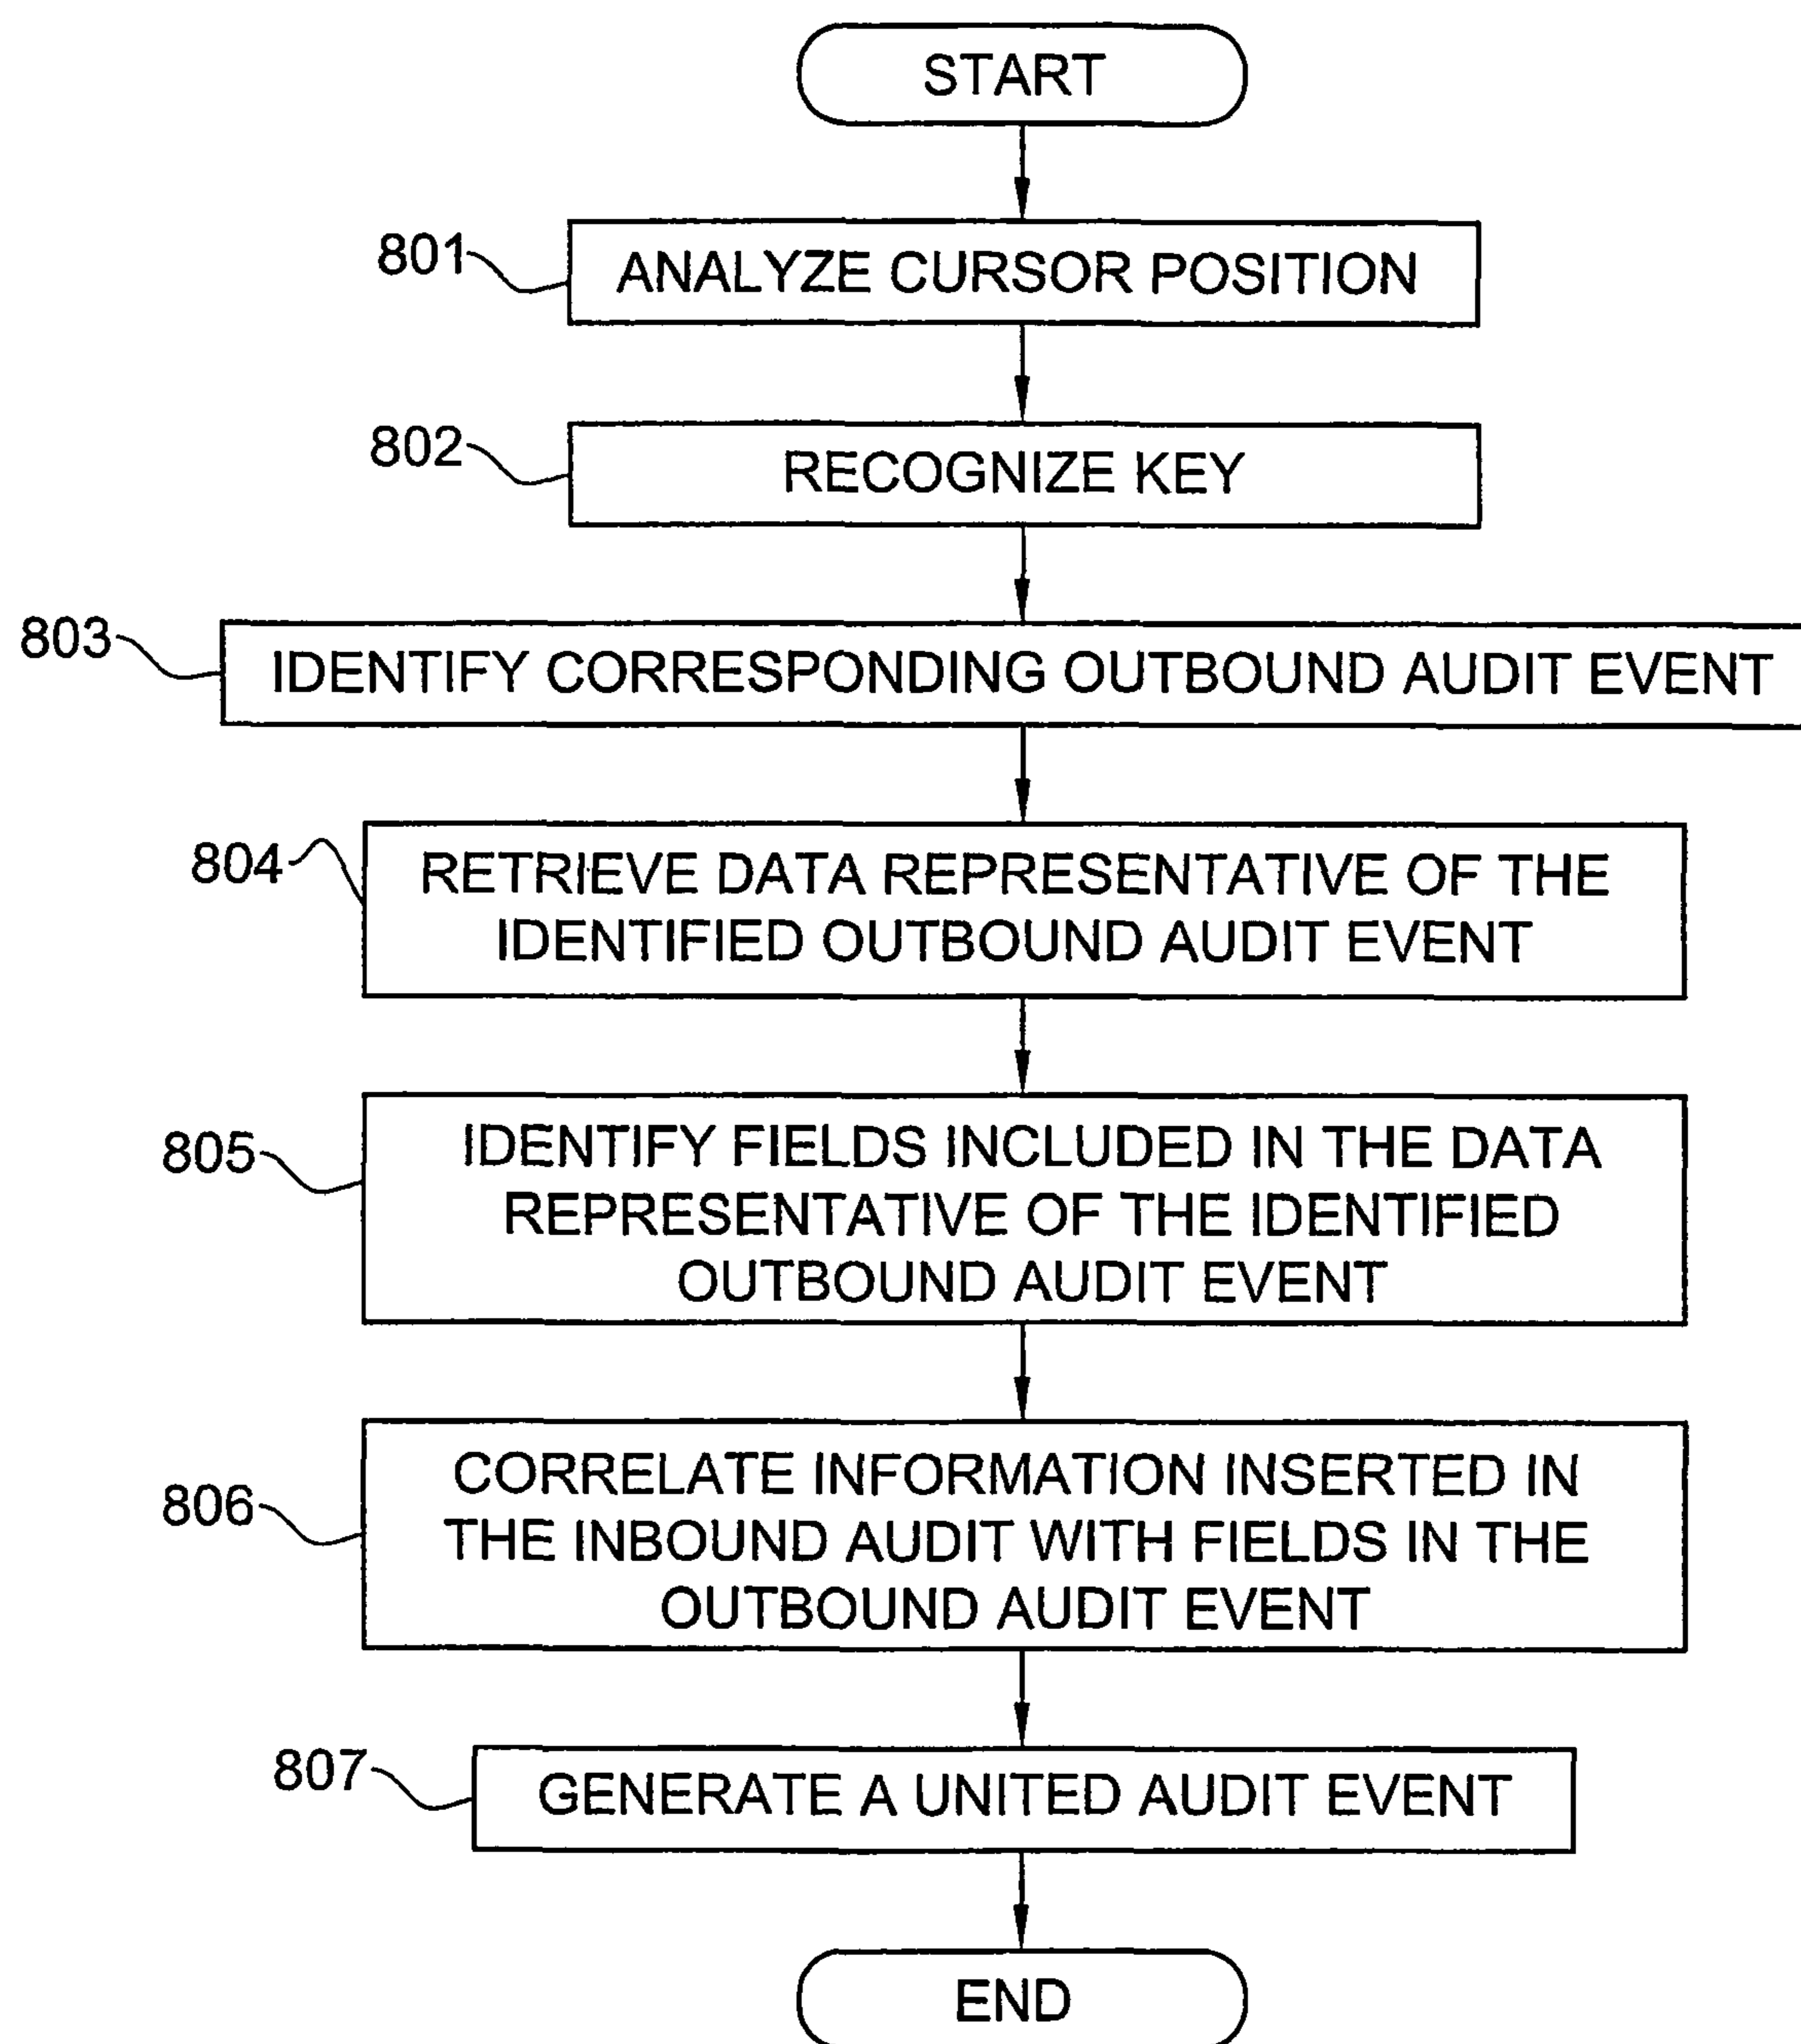 START
801
ANALYZE CURSOR POSITION
802
RECOGNIZE KEY
803
IDENTIFY CORRESPONDING OUTBOUND AUDIT EVENT
804
RETRIEVE DATA REPRESENTATIVE OF THE
IDENTIFIED OUTBOUND AUDIT EVENT
805
IDENTIFY FIELDS INCLUDED IN THE DATA
REPRESENTATIVE OF THE IDENTIFIED
OUTBOUND AUDIT EVENT
806
CORRELATE INFORMATION INSERTED IN
THE INBOUND AUDIT WITH FIELDS IN THE
OUTBOUND AUDIT EVENT
807
GENERATE A UNITED AUDIT EVENT
END